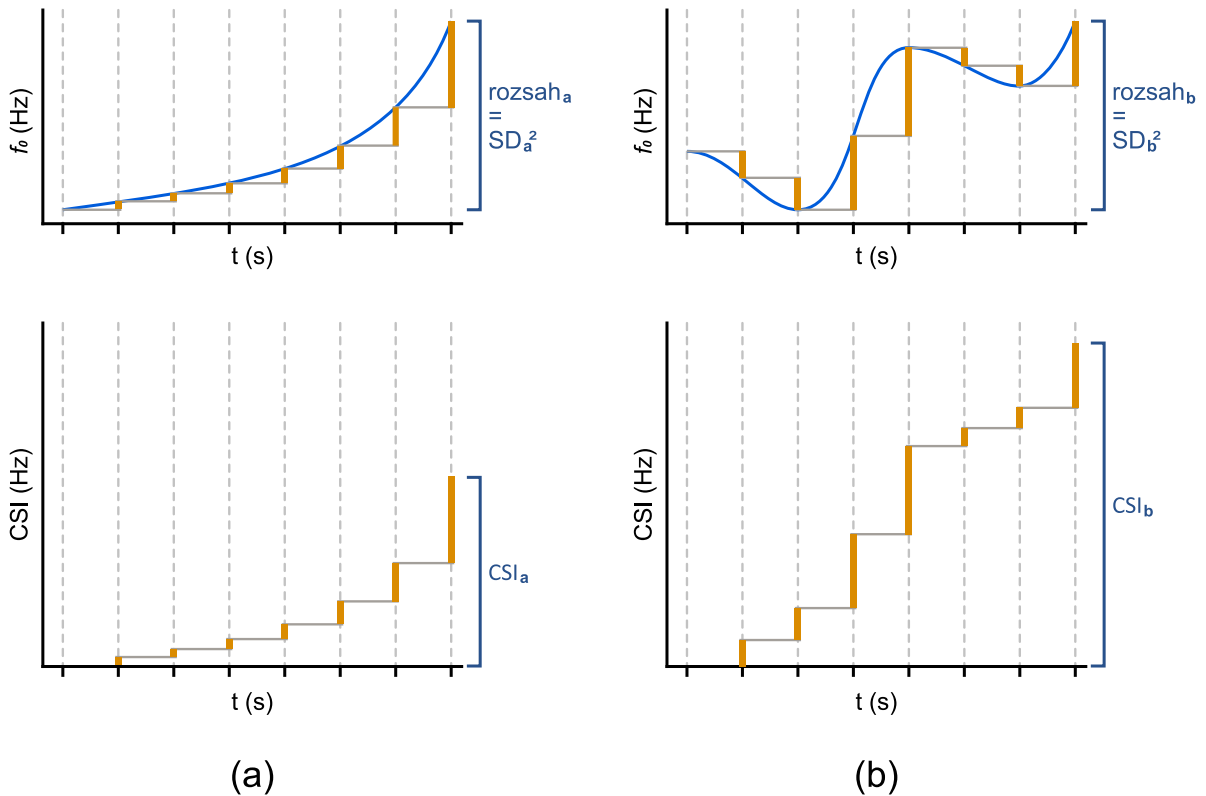 f₀ (Hz)
rozsahₐ
=
SDₐ²
t (s)
f₀ (Hz)
rozsah_b
=
SD_b²
t (s)
CSI (Hz)
CSIₐ
t (s)
CSI (Hz)
CSI_b
t (s)
(a)
(b)